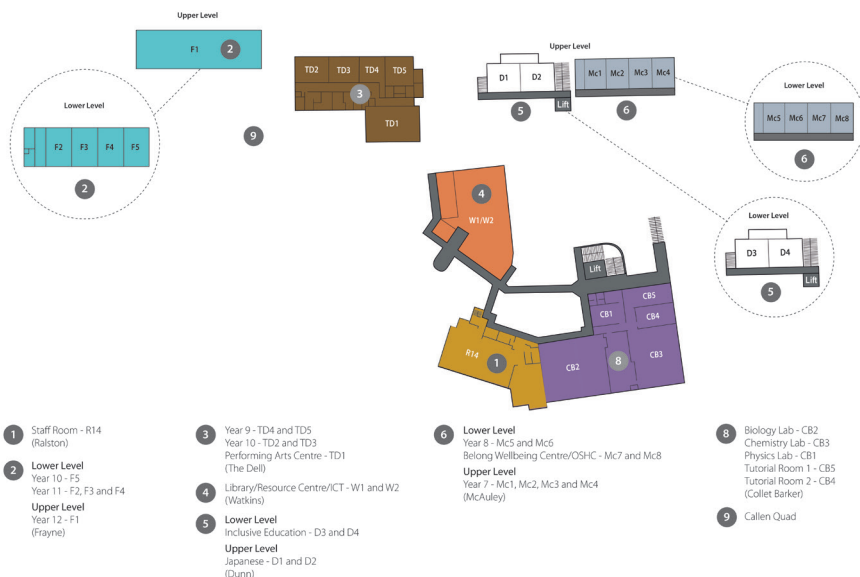 Upper Level
F1
2
Lower Level
F2
F3
F4
F5
2
9
TD2
TD3
TD4
TD5
3
TD1
Upper Level
D1
D2
Lift
5
Mc1
Mc2
Mc3
Mc4
6
Lower Level
Mc5
Mc6
Mc7
Mc8
6
Lower Level
D3
D4
Lift
5
4
W1/W2
Lift
CB5
CB1
CB4
CB3
CB2
8
R14
1
1
Staff Room - R14
(Ralston)
2
Lower Level
Year 10 - F5
Year 11 - F2, F3 and F4
Upper Level
Year 12 - F1
(Frayne)
3
Year 9 - TD4 and TD5
Year 10 - TD2 and TD3
Performing Arts Centre - TD1
(The Dell)
4
Library/Resource Centre/ICT - W1 and W2
(Watkins)
5
Lower Level
Inclusive Education - D3 and D4
Upper Level
Japanese - D1 and D2
(Dunn)
6
Lower Level
Year 8 - Mc5 and Mc6
Belong Wellbeing Centre/OSHC - Mc7 and Mc8
Upper Level
Year 7 - Mc1, Mc2, Mc3 and Mc4
(McAuley)
8
Biology Lab - CB2
Chemistry Lab - CB3
Physics Lab - CB1
Tutorial Room 1 - CB5
Tutorial Room 2 - CB4
(Collet Barker)
9
Callen Quad